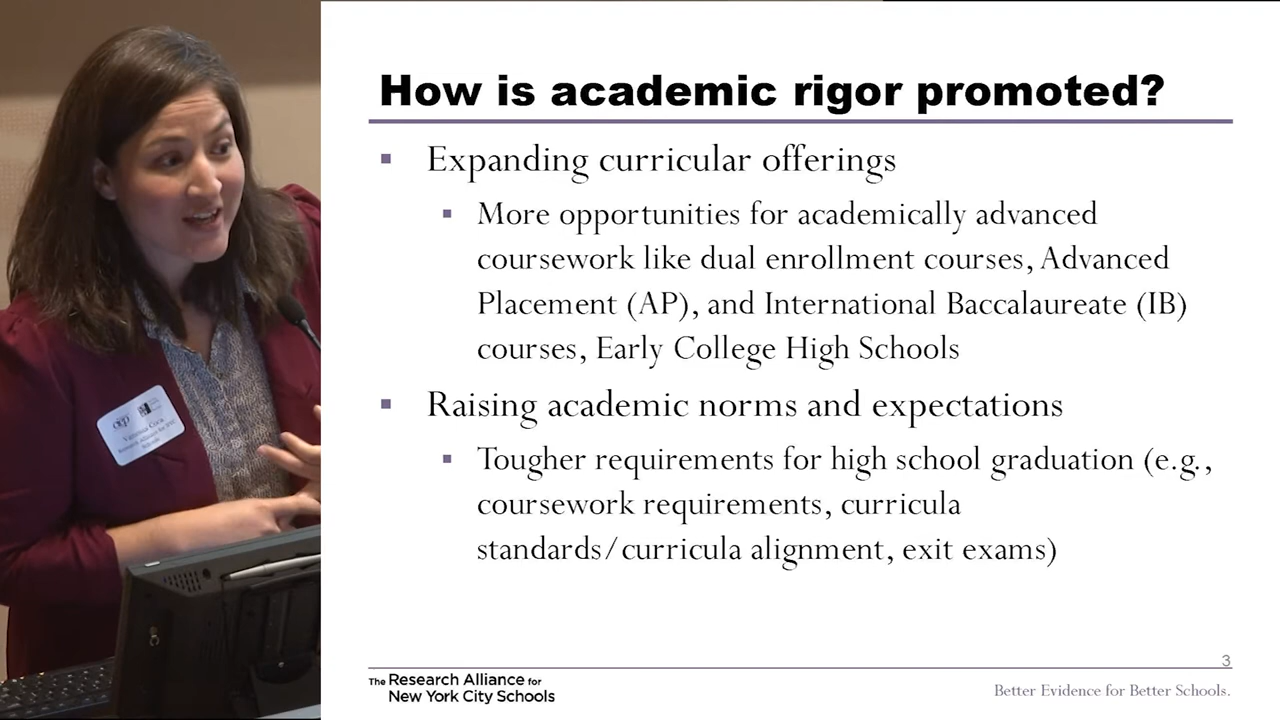 How is academic rigor promoted?
▪ Expanding curricular offerings
▪ More opportunities for academically advanced
coursework like dual enrollment courses, Advanced
Placement (AP), and International Baccalaureate (IB)
courses, Early College High Schools
▪ Raising academic norms and expectations
▪ Tougher requirements for high school graduation (e.g.,
coursework requirements, curricula
standards/curricula alignment, exit exams)
3
The Research Alliance for
New York City Schools
Better Evidence for Better Schools.